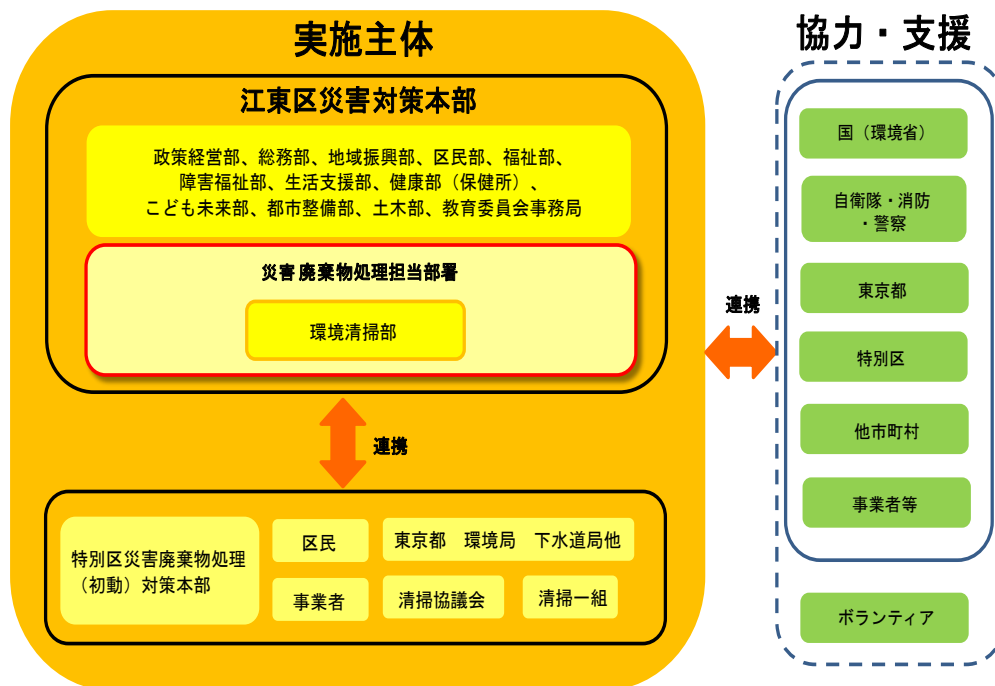 実施主体
江東区災害対策本部
政策経営部、総務部、地域振興部、区民部、福祉部、
障害福祉部、生活支援部、健康部（保健所）、
こども未来部、都市整備部、土木部、教育委員会事務局
災害廃棄物処理担当部署
環境清掃部
連携
特別区災害廃棄物処理
（初動）対策本部
区民
東京都　環境局　下水道局他
事業者
清掃協議会
清掃一組
連携
協力・支援
国（環境省）
自衛隊・消防
・警察
東京都
特別区
他市町村
事業者等
ボランティア